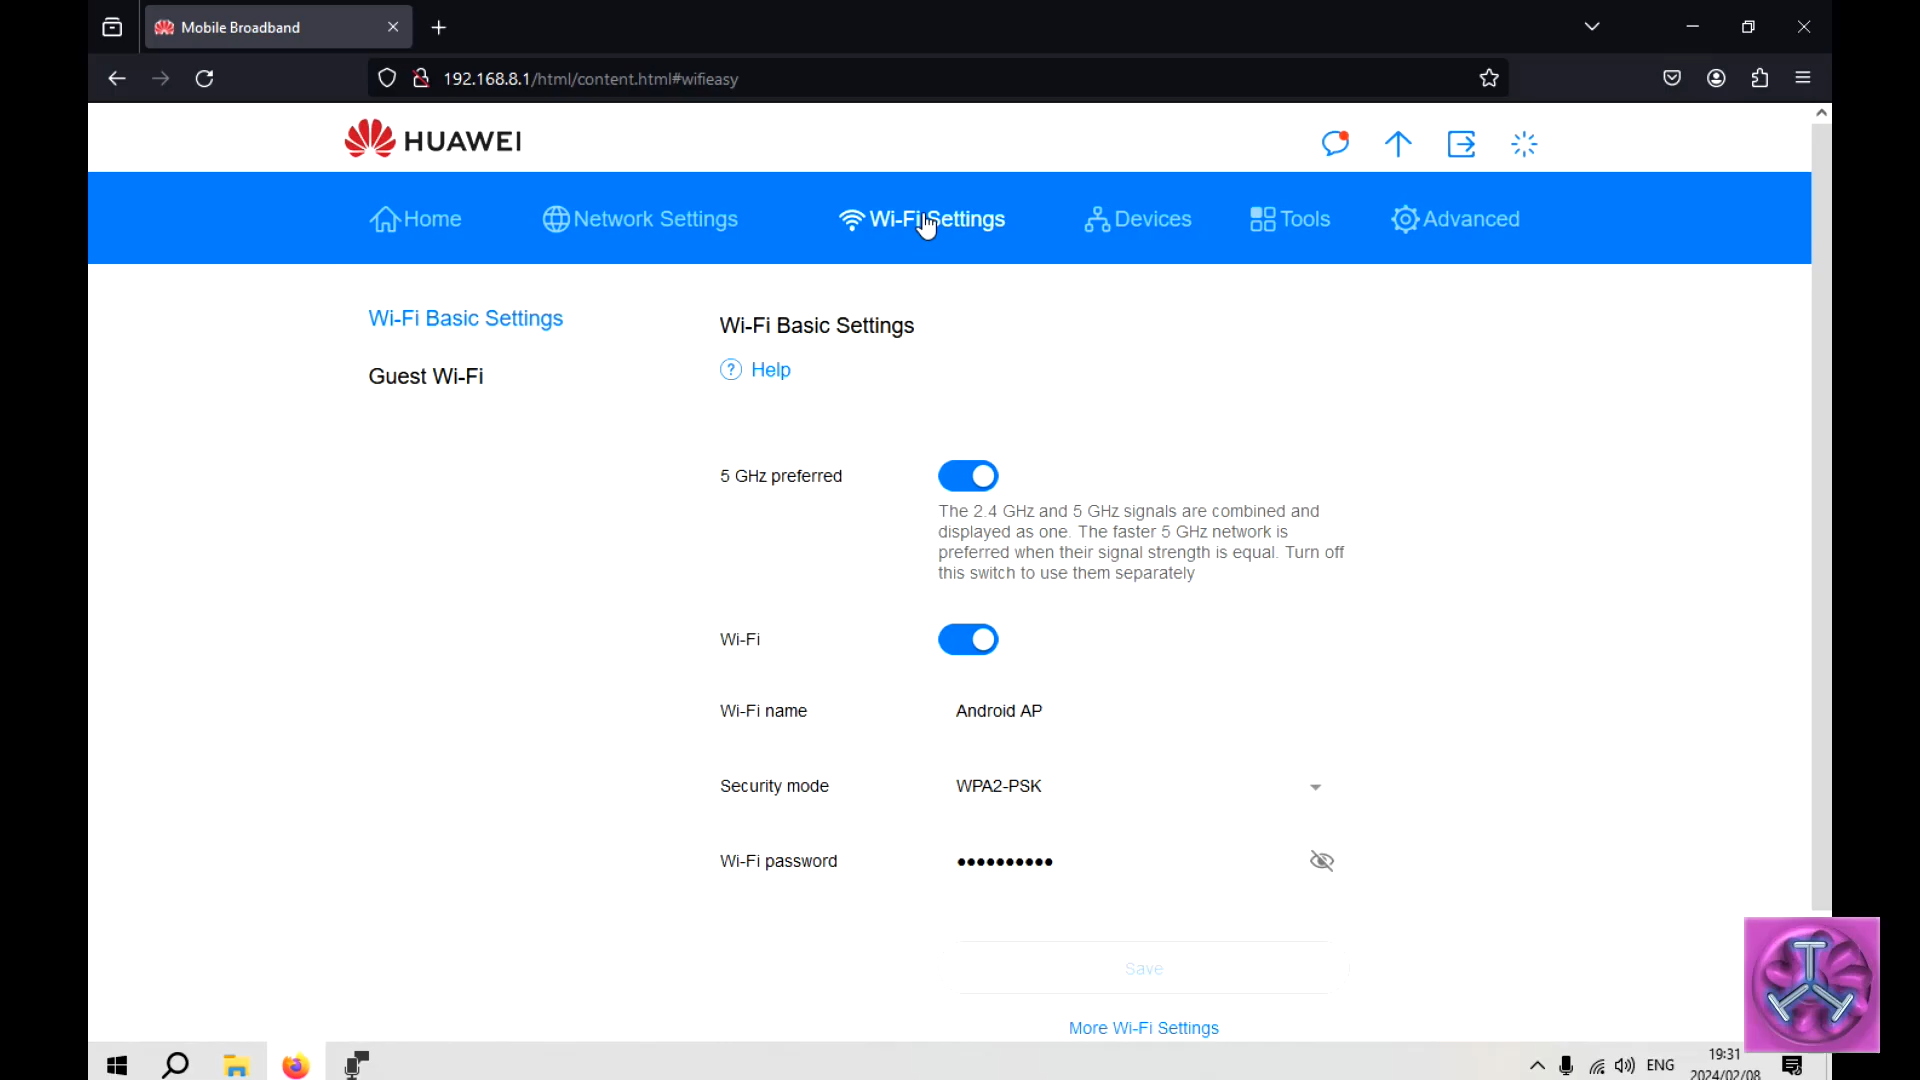 Mobile Broadband
192.168.8.1/html/content.html#wifieasy
HUAWEI
Home Network Settings Wi-Fi Settings Devices Tools Advanced
Wi-Fi Basic Settings
Guest Wi-Fi
Wi-Fi Basic Settings
? Help
5 GHz preferred
The 2.4 GHz and 5 GHz signals are combined and
displayed as one. The faster 5 GHz network is
preferred when their signal strength is equal. Turn off
this switch to use them separately
Wi-Fi
Wi-Fi name Android AP
Security mode WPA2-PSK
Wi-Fi password ••••••••••
Save
More Wi-Fi Settings
ENG
19:31
2024/02/08